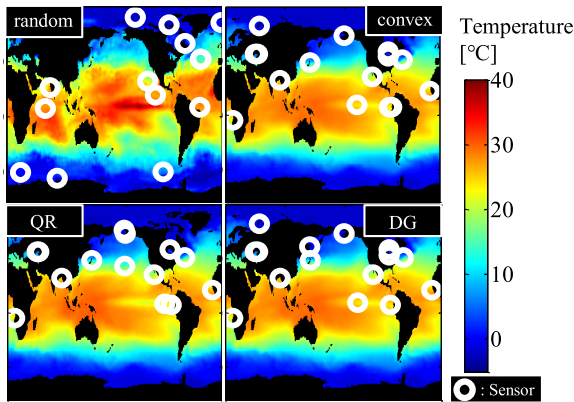 random
convex
Temperature
[℃]
40
30
20
10
0
QR
DG
: Sensor